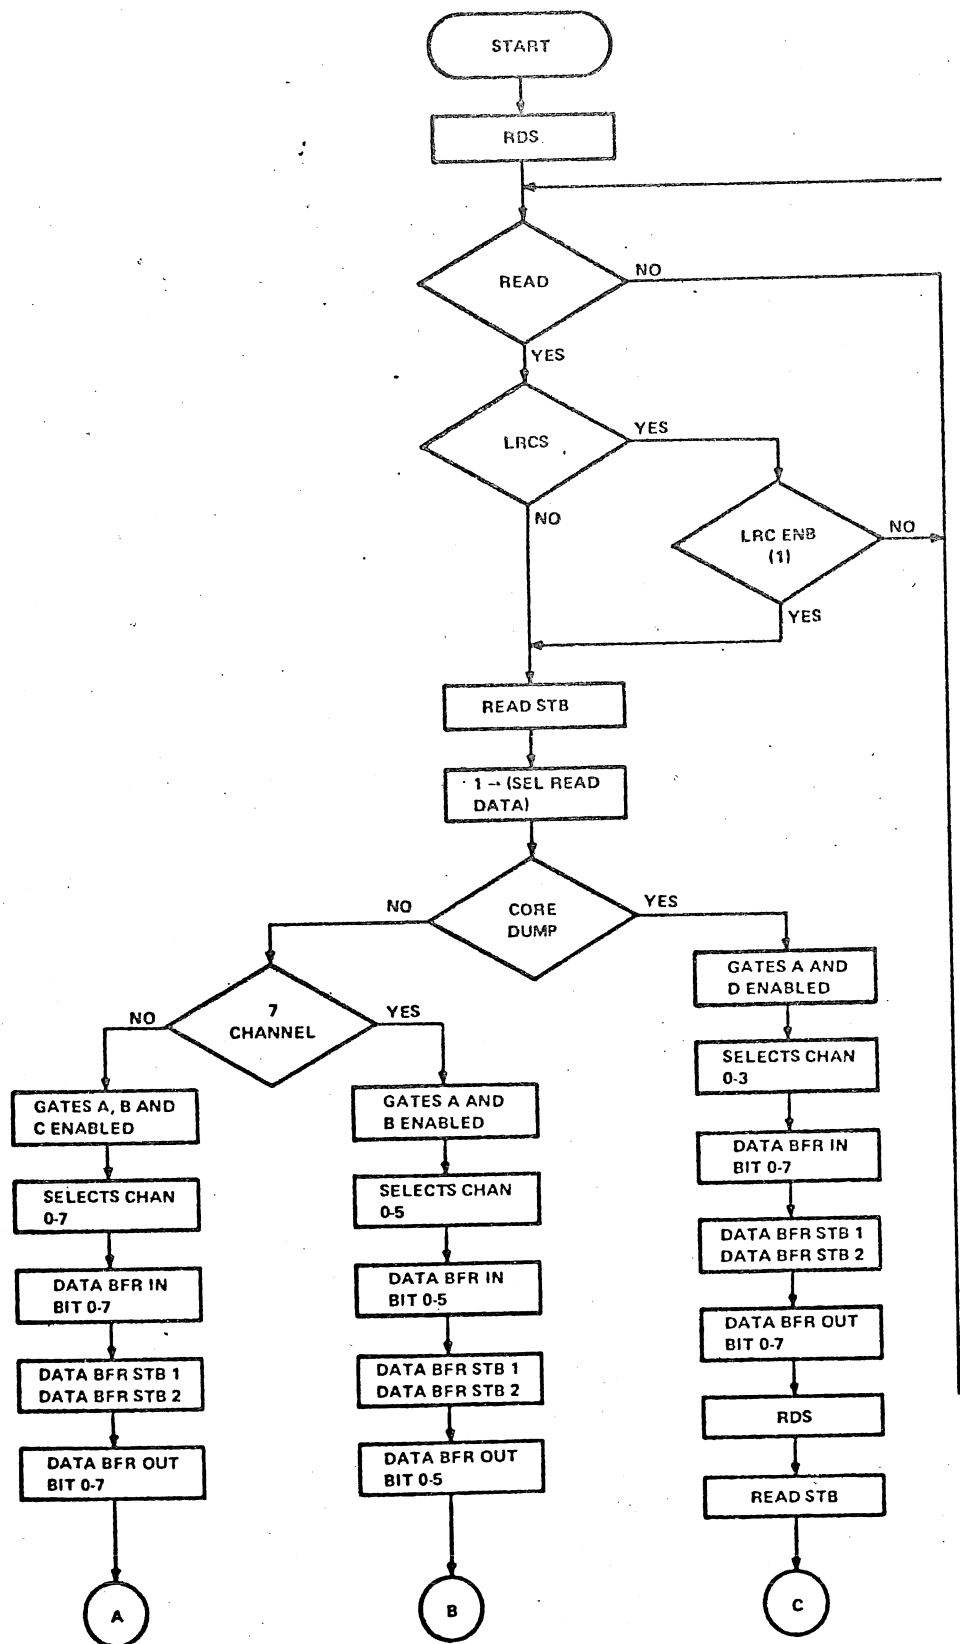 START
RDS
READ
NO
YES
LRCS
YES
NO
LRC ENB
(1)
NO
YES
READ STB
1 → (SEL READ
DATA)
CORE
DUMP
NO
YES
7
CHANNEL
NO
YES
GATES A, B AND
C ENABLED
SELECTS CHAN
0-7
DATA BFR IN
BIT 0-7
DATA BFR STB 1
DATA BFR STB 2
DATA BFR OUT
BIT 0-7
A
GATES A AND
B ENABLED
SELECTS CHAN
0-5
DATA BFR IN
BIT 0-5
DATA BFR STB 1
DATA BFR STB 2
DATA BFR OUT
BIT 0-5
B
GATES A AND
D ENABLED
SELECTS CHAN
0-3
DATA BFR IN
BIT 0-7
DATA BFR STB 1
DATA BFR STB 2
DATA BFR OUT
BIT 0-7
RDS
READ STB
C